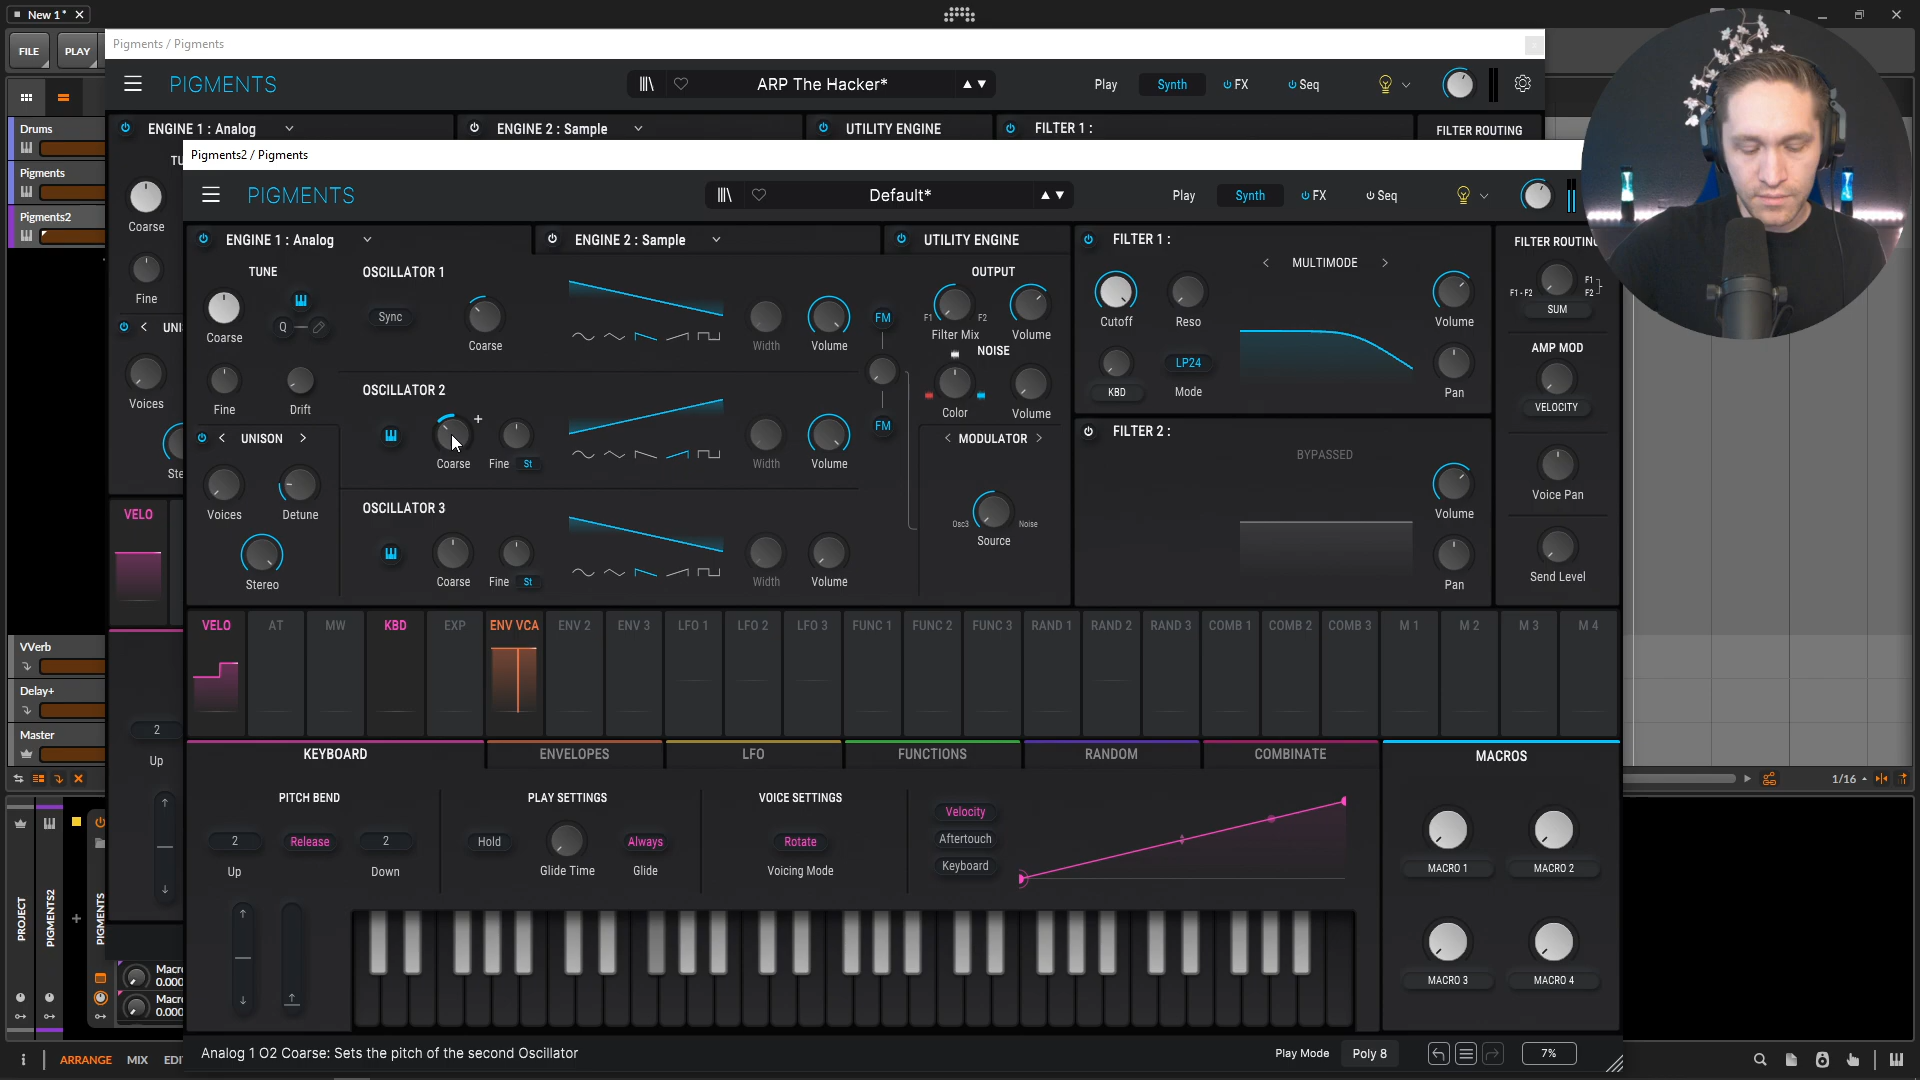 New 1*
FILE
PLAY
Pigments / Pigments
PIGMENTS
ARP The Hacker*
Play
Synth
FX
Seq
ENGINE 1 : Analog
ENGINE 2 : Sample
UTILITY ENGINE
FILTER 1 :
FILTER ROUTING
Drums
Pigments
Pigments2
VVerb
Delay+
Master
Coarse
Fine
Voices
VELO
2
Up
Pigments2 / Pigments
PIGMENTS
Default*
Play
Synth
FX
Seq
ENGINE 1 : Analog
ENGINE 2 : Sample
UTILITY ENGINE
FILTER 1 :
TUNE
Coarse
Q
Fine
Drift
UNISON
Voices
Detune
Stereo
OSCILLATOR 1
Sync
Coarse
Width
Volume
OSCILLATOR 2
Coarse
Fine
St
Width
Volume
OSCILLATOR 3
Coarse
Fine
St
Width
Volume
FM
FM
OUTPUT
F1
F2
Filter Mix
Volume
NOISE
Color
Volume
MODULATOR
Osc3
Noise
Source
MULTIMODE
Cutoff
Reso
KBD
LP24
Mode
Volume
Pan
FILTER 2 :
BYPASSED
Volume
Pan
FILTER ROUTING
F1 - F2
F1
F2
SUM
AMP MOD
VELOCITY
Voice Pan
Send Level
VELO
AT
MW
KBD
EXP
ENV VCA
ENV 2
ENV 3
LFO 1
LFO 2
LFO 3
FUNC 1
FUNC 2
FUNC 3
RAND 1
RAND 2
RAND 3
COMB 1
COMB 2
COMB 3
M 1
M 2
M 3
M 4
KEYBOARD
ENVELOPES
LFO
FUNCTIONS
RANDOM
COMBINATE
MACROS
PITCH BEND
2
Release
2
Up
Down
PLAY SETTINGS
Hold
Glide Time
Always
Glide
VOICE SETTINGS
Rotate
Voicing Mode
Velocity
Aftertouch
Keyboard
MACRO 1
MACRO 2
MACRO 3
MACRO 4
1/16
PROJECT
PIGMENTS2
PIGMENTS
0.000
0.000
Analog 1 O2 Coarse: Sets the pitch of the second Oscillator
Play Mode
Poly 8
7%
ARRANGE
MIX